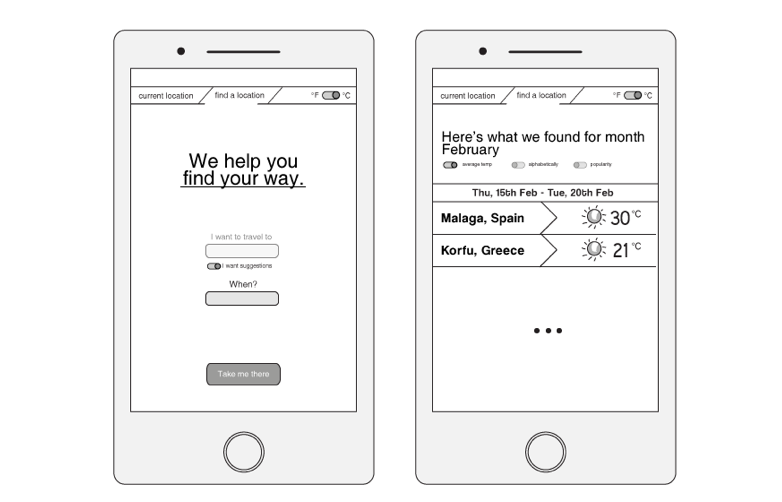 current location
find a location
°F
°C
We help you
find your way.
I want to travel to
I want suggestions
When?
Take me there
current location
find a location
°F
°C
Here's what we found for month
February
average temp
alphabetically
popularity
Thu, 15th Feb - Tue, 20th Feb
Malaga, Spain
30°C
Korfu, Greece
21°C